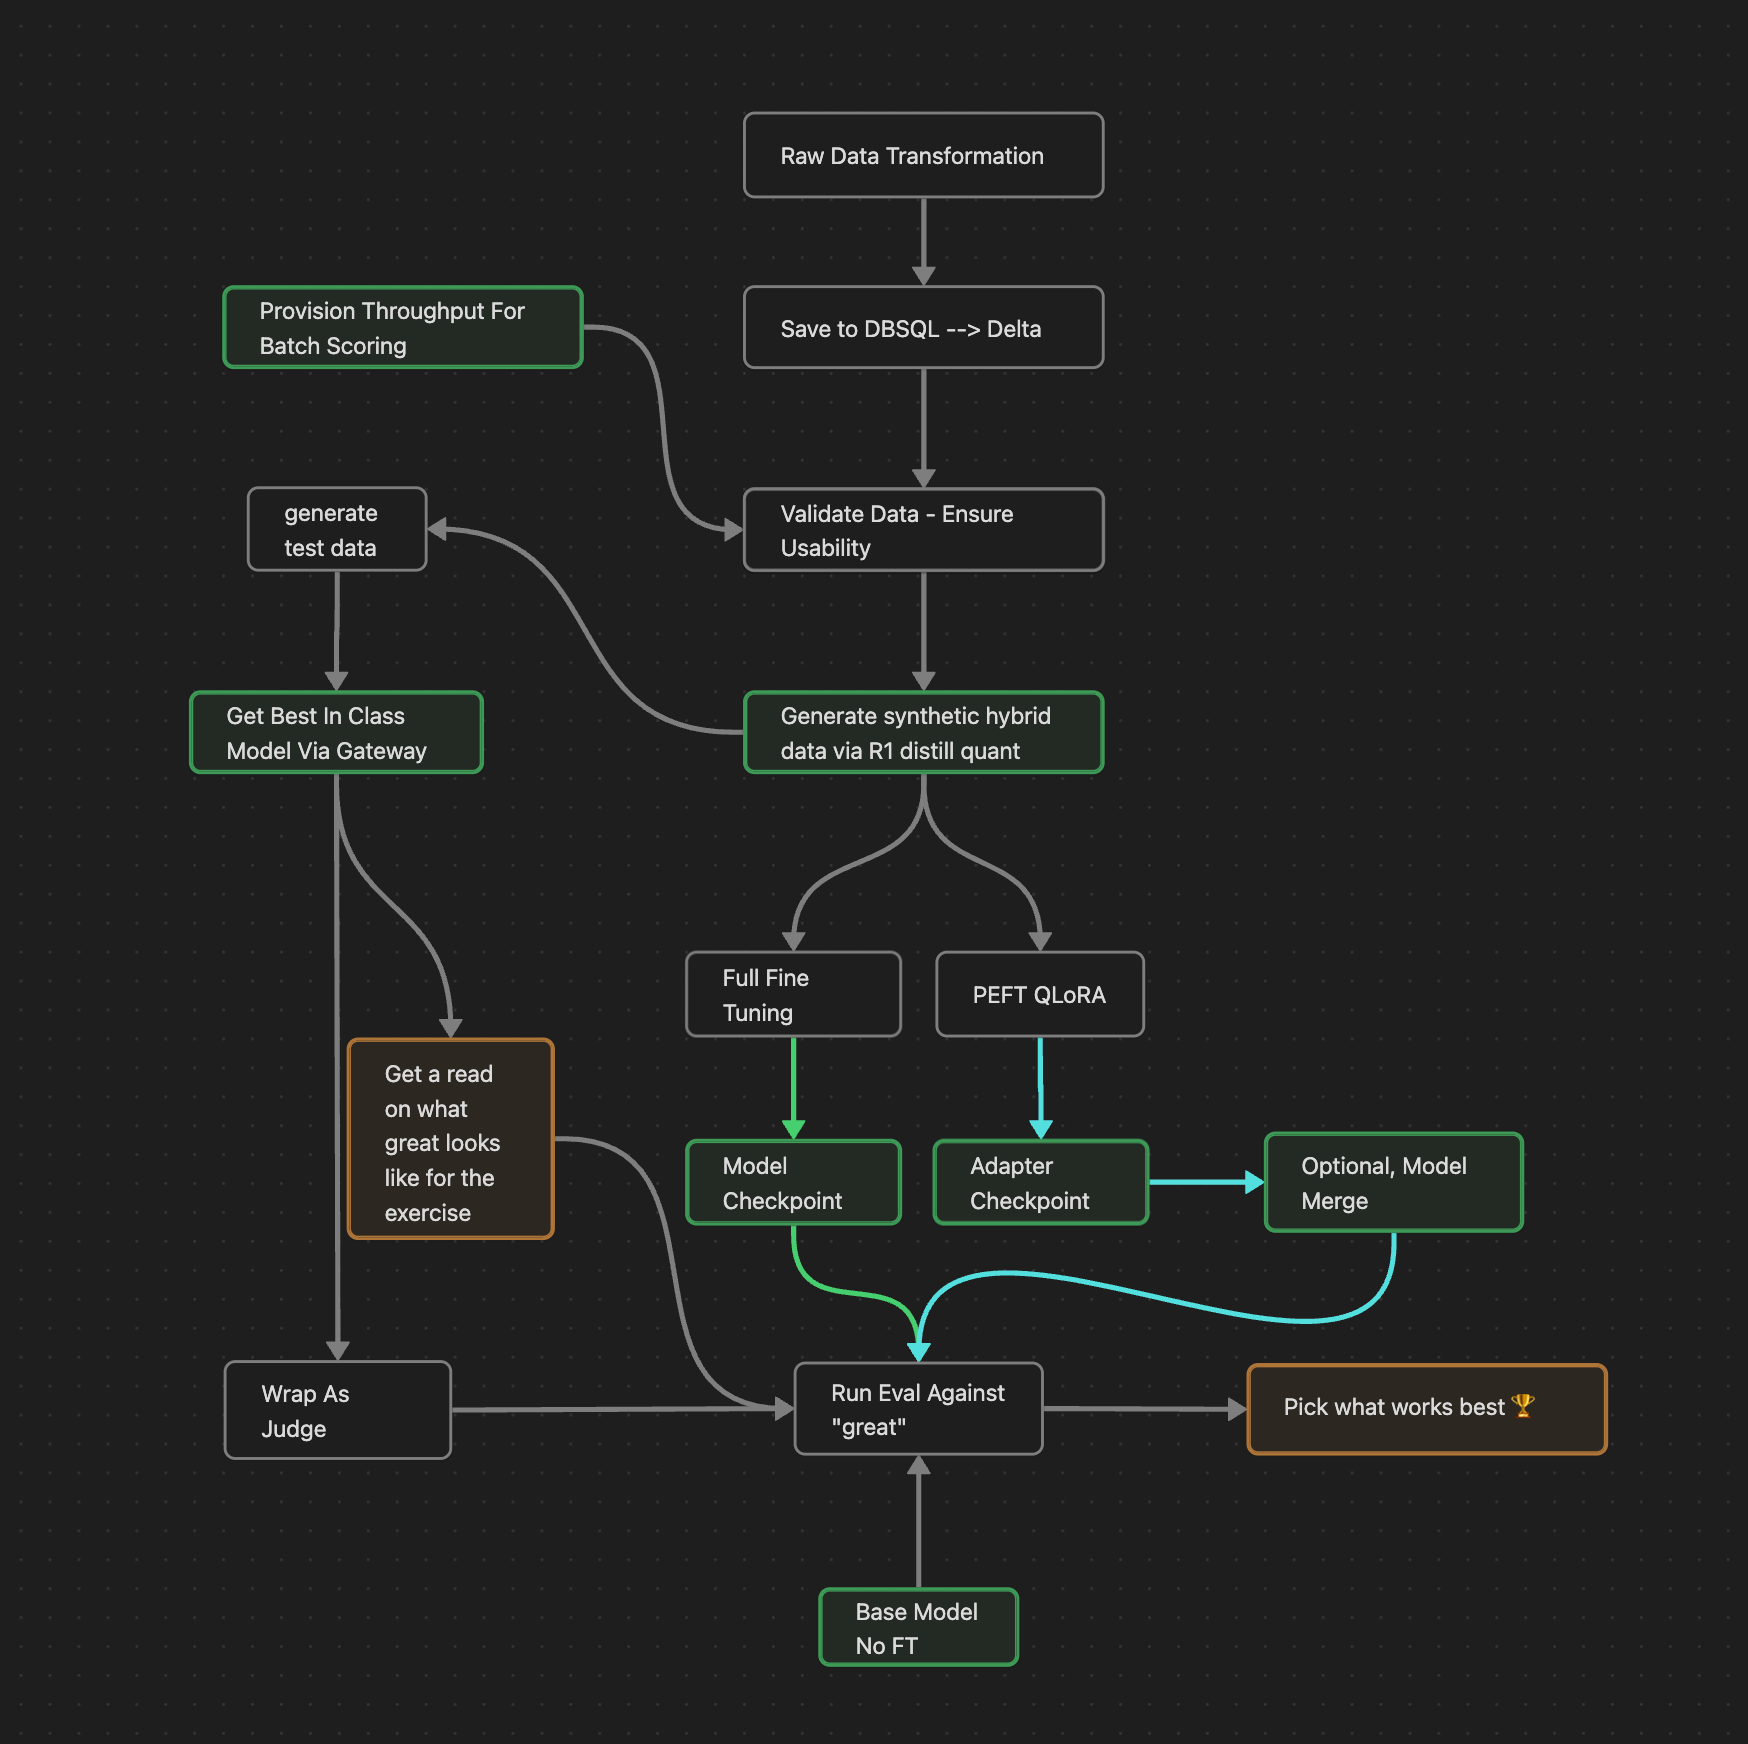 Raw Data Transformation
Provision Throughput For
Batch Scoring
Save to DBSQL --> Delta
generate
test data
Validate Data - Ensure
Usability
Get Best In Class
Model Via Gateway
Generate synthetic hybrid
data via R1 distill quant
Full Fine
Tuning
PEFT QLoRA
Get a read
on what
great looks
like for the
exercise
Model
Checkpoint
Adapter
Checkpoint
Optional, Model
Merge
Wrap As
Judge
Run Eval Against
"great"
Pick what works best 🏆
Base Model
No FT